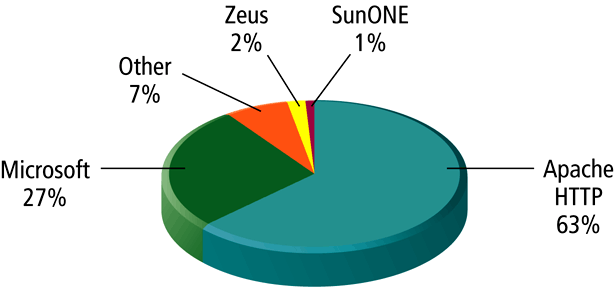 Zeus
2%
SunONE
1%
Other
7%
Microsoft
27%
Apache
HTTP
63%